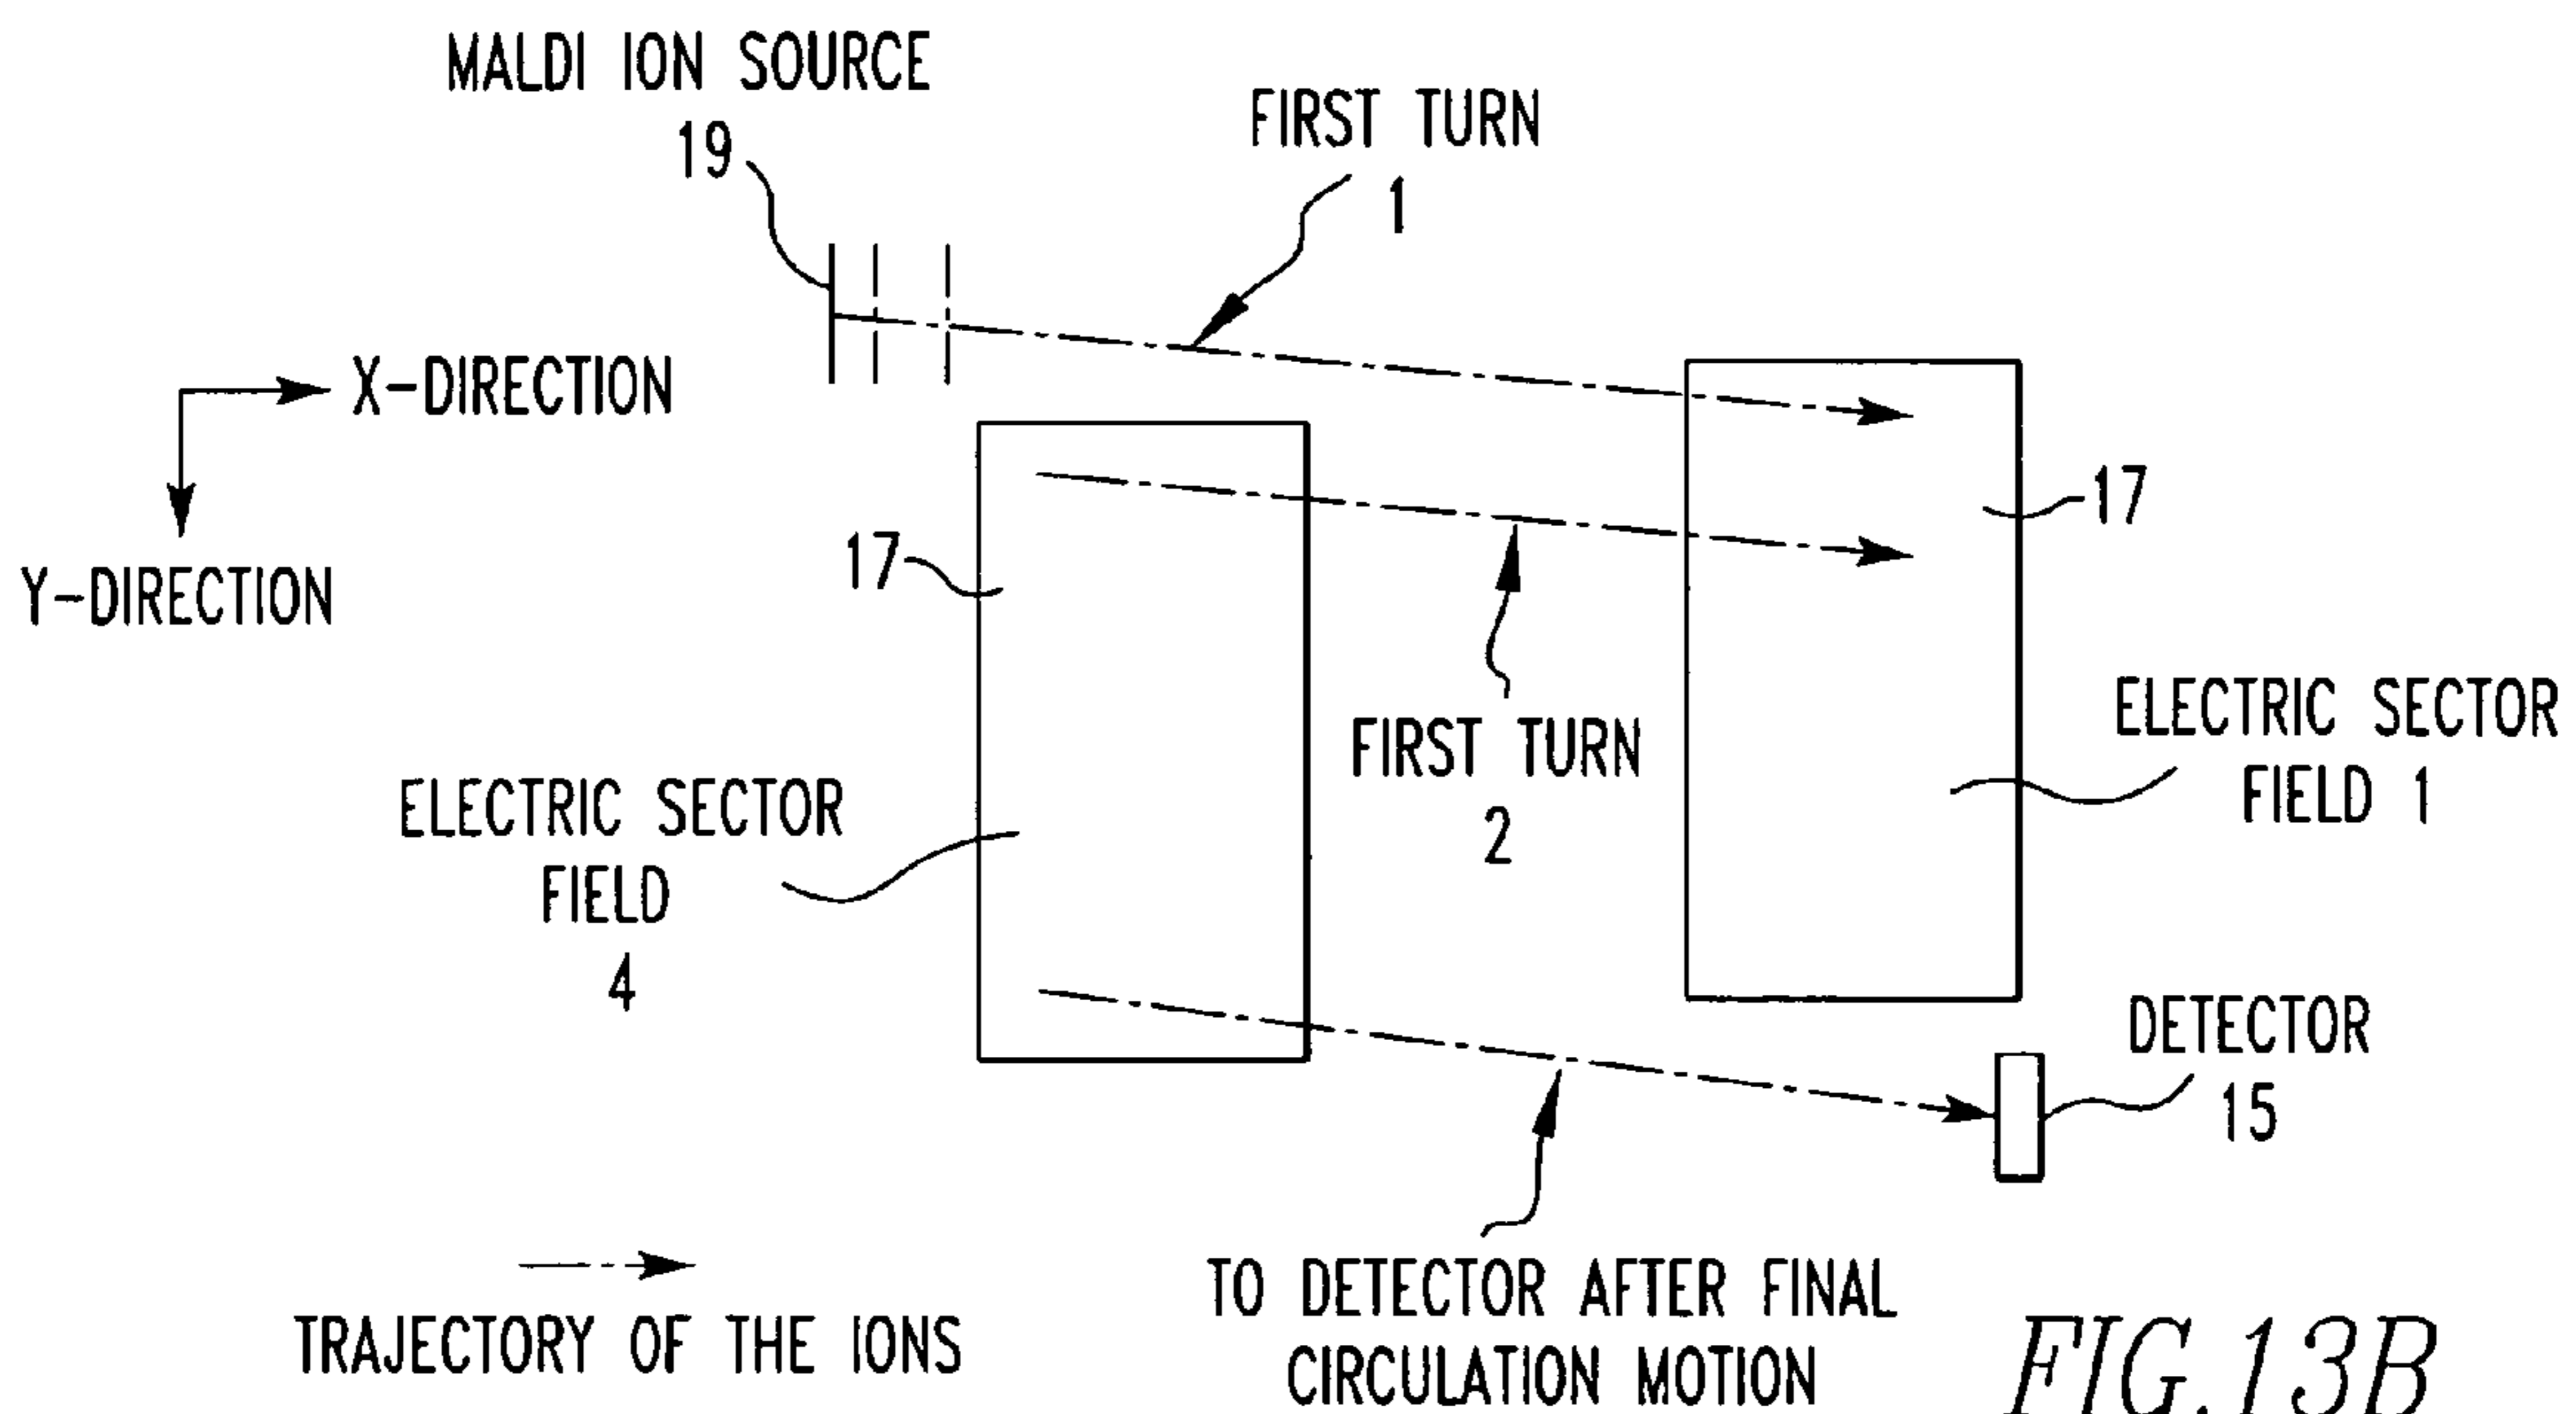 MALDI ION SOURCE
19
FIRST TURN
1
X-DIRECTION
Y-DIRECTION
17
17
FIRST TURN
2
ELECTRIC SECTOR
FIELD 1
ELECTRIC SECTOR
FIELD
4
DETECTOR
15
TO DETECTOR AFTER FINAL
CIRCULATION MOTION
TRAJECTORY OF THE IONS
FIG.13B